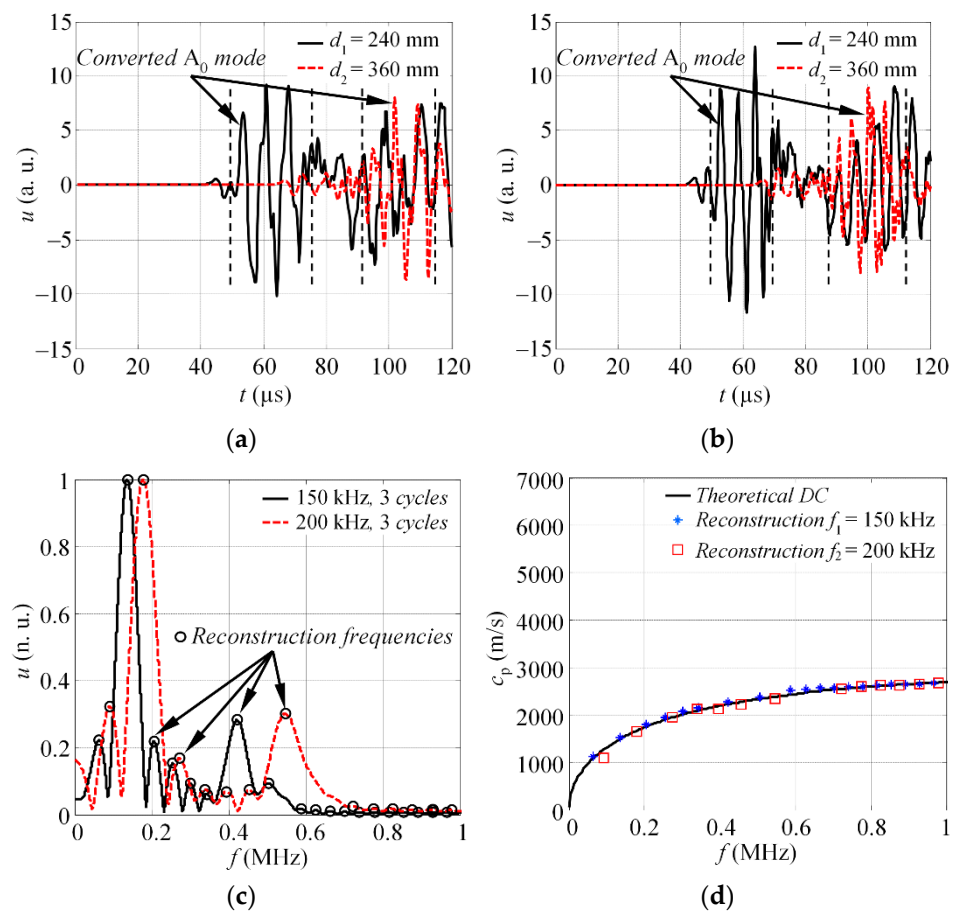 15
10
5
0
−5
−10
−15
0 20 40 60 80 100 120
u (a. u.)
t (µs)
Converted A0 mode
d1 = 240 mm
d2 = 360 mm
(a)
15
10
5
0
−5
−10
−15
0 20 40 60 80 100 120
u (a. u.)
t (µs)
Converted A0 mode
d1 = 240 mm
d2 = 360 mm
(b)
1
0.8
0.6
0.4
0.2
0
0 0.2 0.4 0.6 0.8 1
u (n. u.)
f (MHz)
150 kHz, 3 cycles
200 kHz, 3 cycles
Reconstruction frequencies
(c)
7000
6000
5000
4000
3000
2000
1000
0
0 0.2 0.4 0.6 0.8 1
cp (m/s)
f (MHz)
Theoretical DC
Reconstruction f1 = 150 kHz
Reconstruction f2 = 200 kHz
(d)